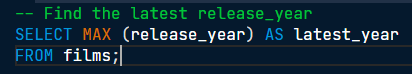 -- Find the latest release_year
SELECT MAX (release_year) AS latest_year
FROM films;